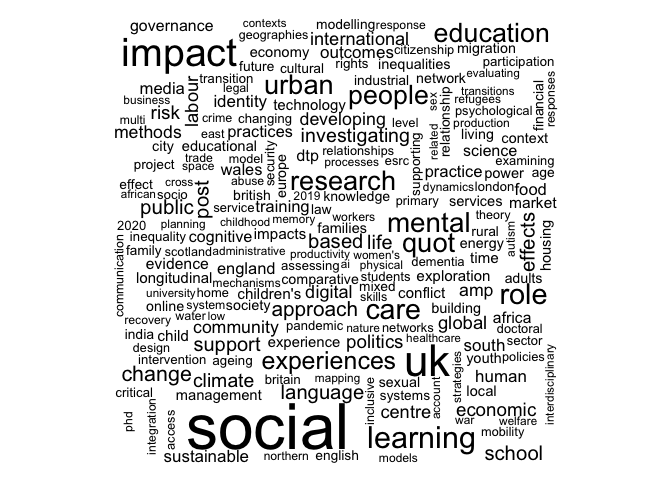 governance contexts modelling response
geographies international education
impact economy outcomes citizenship migration
future cultural rights inequalities participation
transition urban industrial network evaluating
media legal people sex transitions financial responses
business labour identity technology relationship refugees
risk psychological
multi crime changing developing level production
methods east practices investigating related supporting living context
city educational security relationships science
trade model europe dtp processes esrc examining
project space wales practice power age
effect cross abuse research dynamics london food
african socio post british 2019 knowledge primary services market
public service training law
2020 planning childhood memory workers mental theory effects
inequality cognitive impacts families quot rural autism housing
communication family scotland administrative based life energy
productivity women's
evidence england assessing ai physical dementia time
longitudinal mechanisms comparative students exploration adults
university home children's digital mixed skills conflict amp role
online system society approach care building
recovery water low africa
community pandemic nature networks global doctoral
india child support experience politics healthcare south sector
design
intervention ageing experiences uk strategies youth policies interdisciplinary
change climate britain mapping sexual human
critical management language inclusive systems account local
phd integration access social centre economic
war welfare
learning mobility
sustainable northern english models school